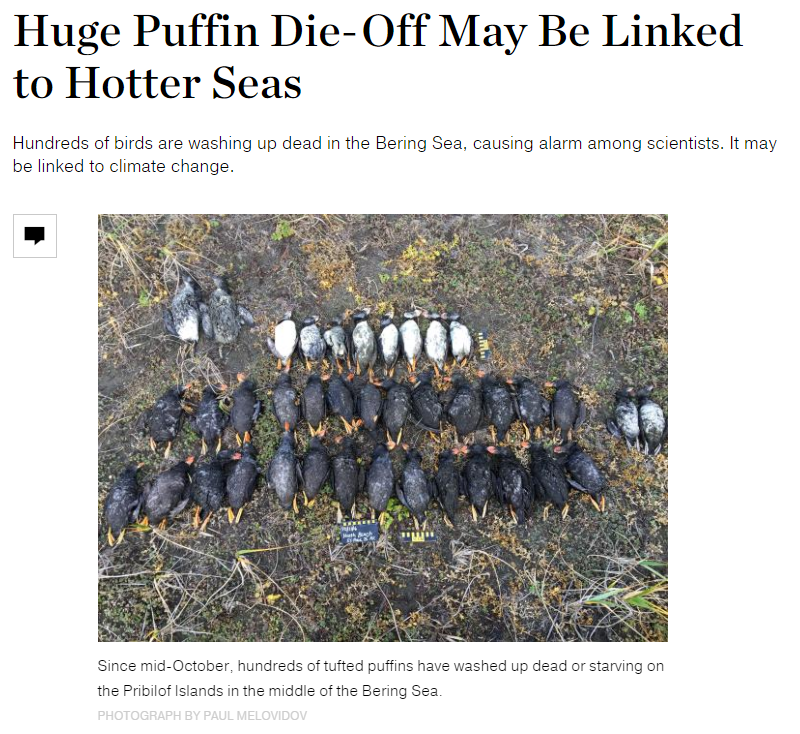 Huge Puffin Die-Off May Be Linked
to Hotter Seas
Hundreds of birds are washing up dead in the Bering Sea, causing alarm among scientists. It may
be linked to climate change.
Since mid-October, hundreds of tufted puffins have washed up dead or starving on
the Pribilof Islands in the middle of the Bering Sea.
PHOTOGRAPH BY PAUL MELOVIDOV